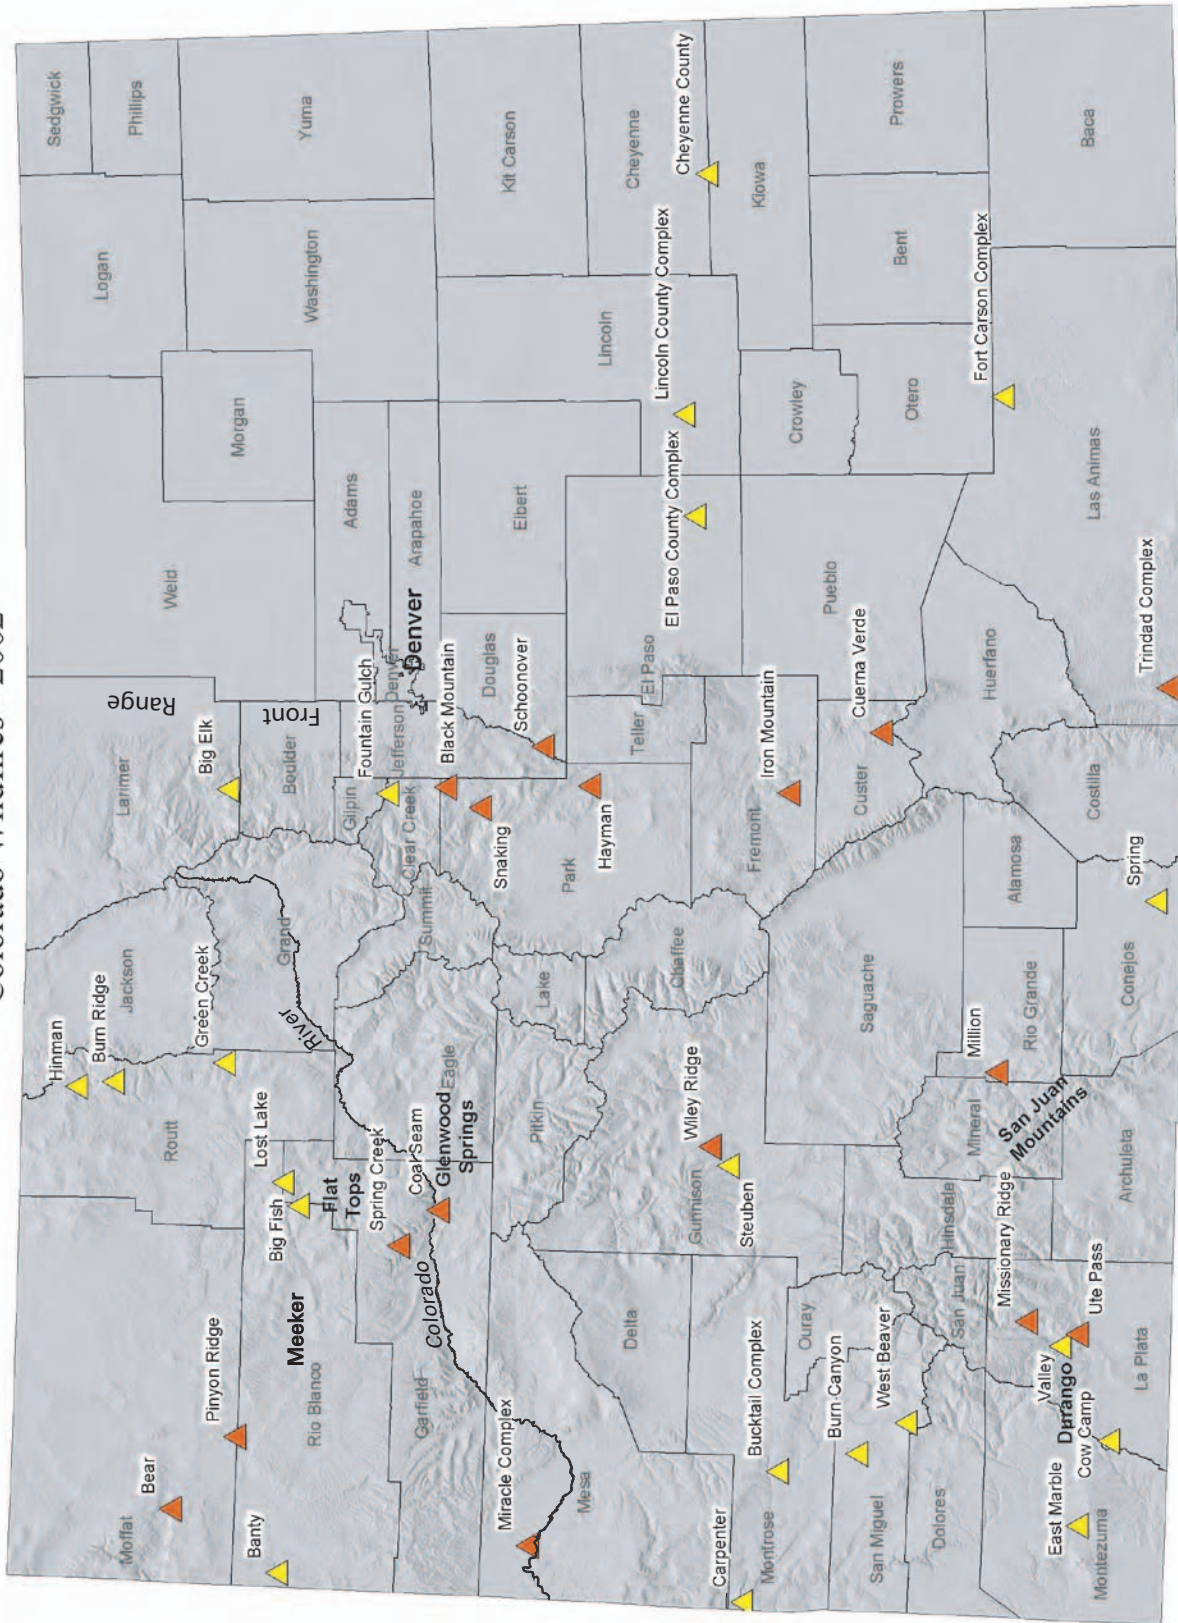 Colorado Wildfires - 2002
Sedgwick
Phillips
Logan
Yuma
Washington
Morgan
Weld
Larimer
Range
Big Elk
Jackson
Hinman
Burn Ridge
Green Creek
Routt
Moffat
Bear
Pinyon Ridge
Banty
Rio Blanco
Meeker
Lost Lake
Big Fish
Flat
Tops
Grand
River
Boulder
Front
Gilpin
Fountain Gulch
Clear Creek
Jefferson
Denver
Denver
Adams
Arapahoe
Kit Carson
Lincoln
Elbert
Douglas
Black Mountain
Schoonover
Snaking
Hayman
Park
Summit
Eagle
Lake
Pitkin
Glenwood
Springs
Coal Seam
Spring Creek
Colorado
Garfield
Miracle Complex
Mesa
Delta
Gunnison
Wiley Ridge
Steuben
Chaffee
Teller
El Paso
El Paso County Complex
Lincoln County Complex
Cheyenne
Cheyenne County
Kiowa
Crowley
Pueblo
Fremont
Iron Mountain
Custer
Cuerna Verde
Saguache
Ouray
Montrose
Bucktail Complex
Carpenter
Burn Canyon
West Beaver
San Miguel
Dolores
San Juan
Hinsdale
Mineral
Million
Rio Grande
San Juan
Mountains
Alamosa
Huerfano
Otero
Bent
Prowers
Baca
Fort Carson Complex
Las Animas
Trinidad Complex
Costilla
Spring
Conejos
Archuleta
Missionary Ridge
Ute Pass
Valley
Durango
La Plata
Cow Camp
East Marble
Montezuma